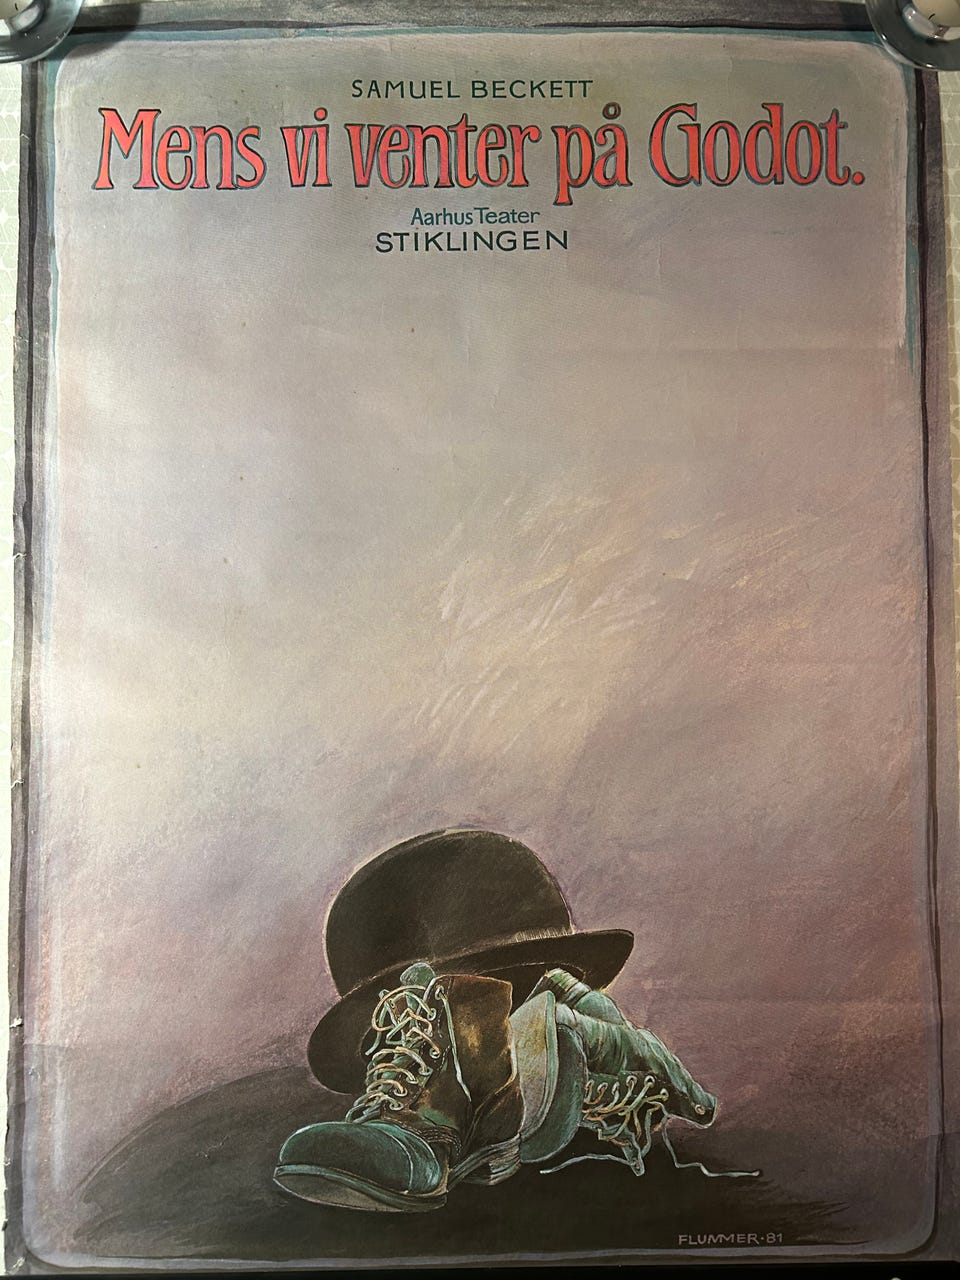 SAMUEL BECKETT
Mens vi venter på Godot.
Aarhus Teater
STIKLINGEN
FLUMMER·81